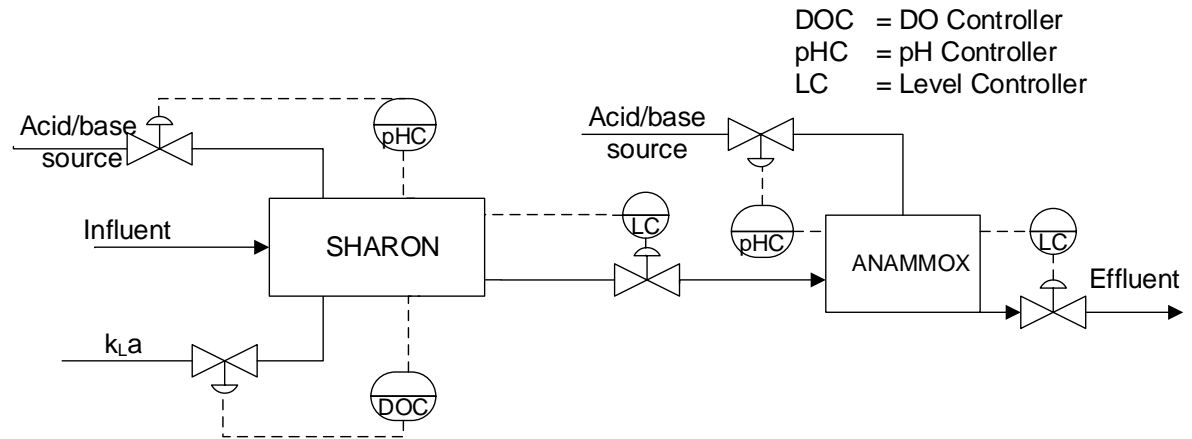 DOC = DO Controller
pHC = pH Controller
LC = Level Controller
Acid/base
source
pHC
Acid/base
source
Influent
SHARON
LC
pHC
ANAMMOX
LC
Effluent
kLa
DOC